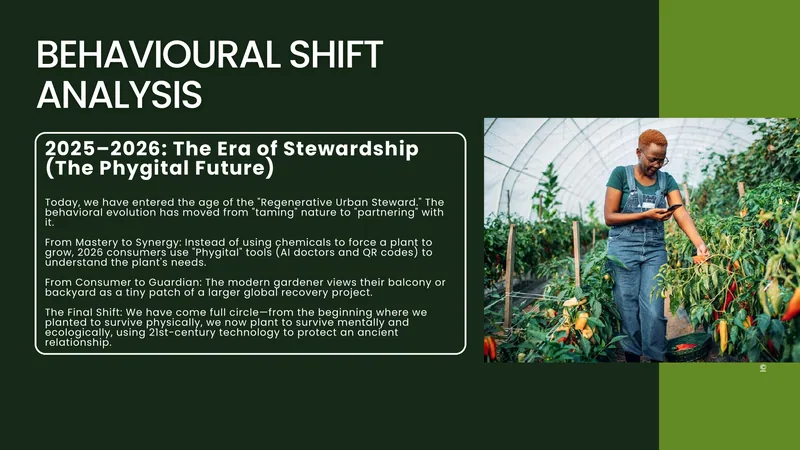 BEHAVIOURAL SHIFT
ANALYSIS
2025–2026: The Era of Stewardship
(The Phygital Future)
Today, we have entered the age of the "Regenerative Urban Steward." The
behavioral evolution has moved from "taming" nature to "partnering" with
it.
From Mastery to Synergy: Instead of using chemicals to force a plant to
grow, 2026 consumers use "Phygital" tools (AI doctors and QR codes) to
understand the plant's needs.
From Consumer to Guardian: The modern gardener views their balcony or
backyard as a tiny patch of a larger global recovery project.
The Final Shift: We have come full circle—from the beginning where we
planted to survive physically, we now plant to survive mentally and
ecologically, using 21st-century technology to protect an ancient
relationship.